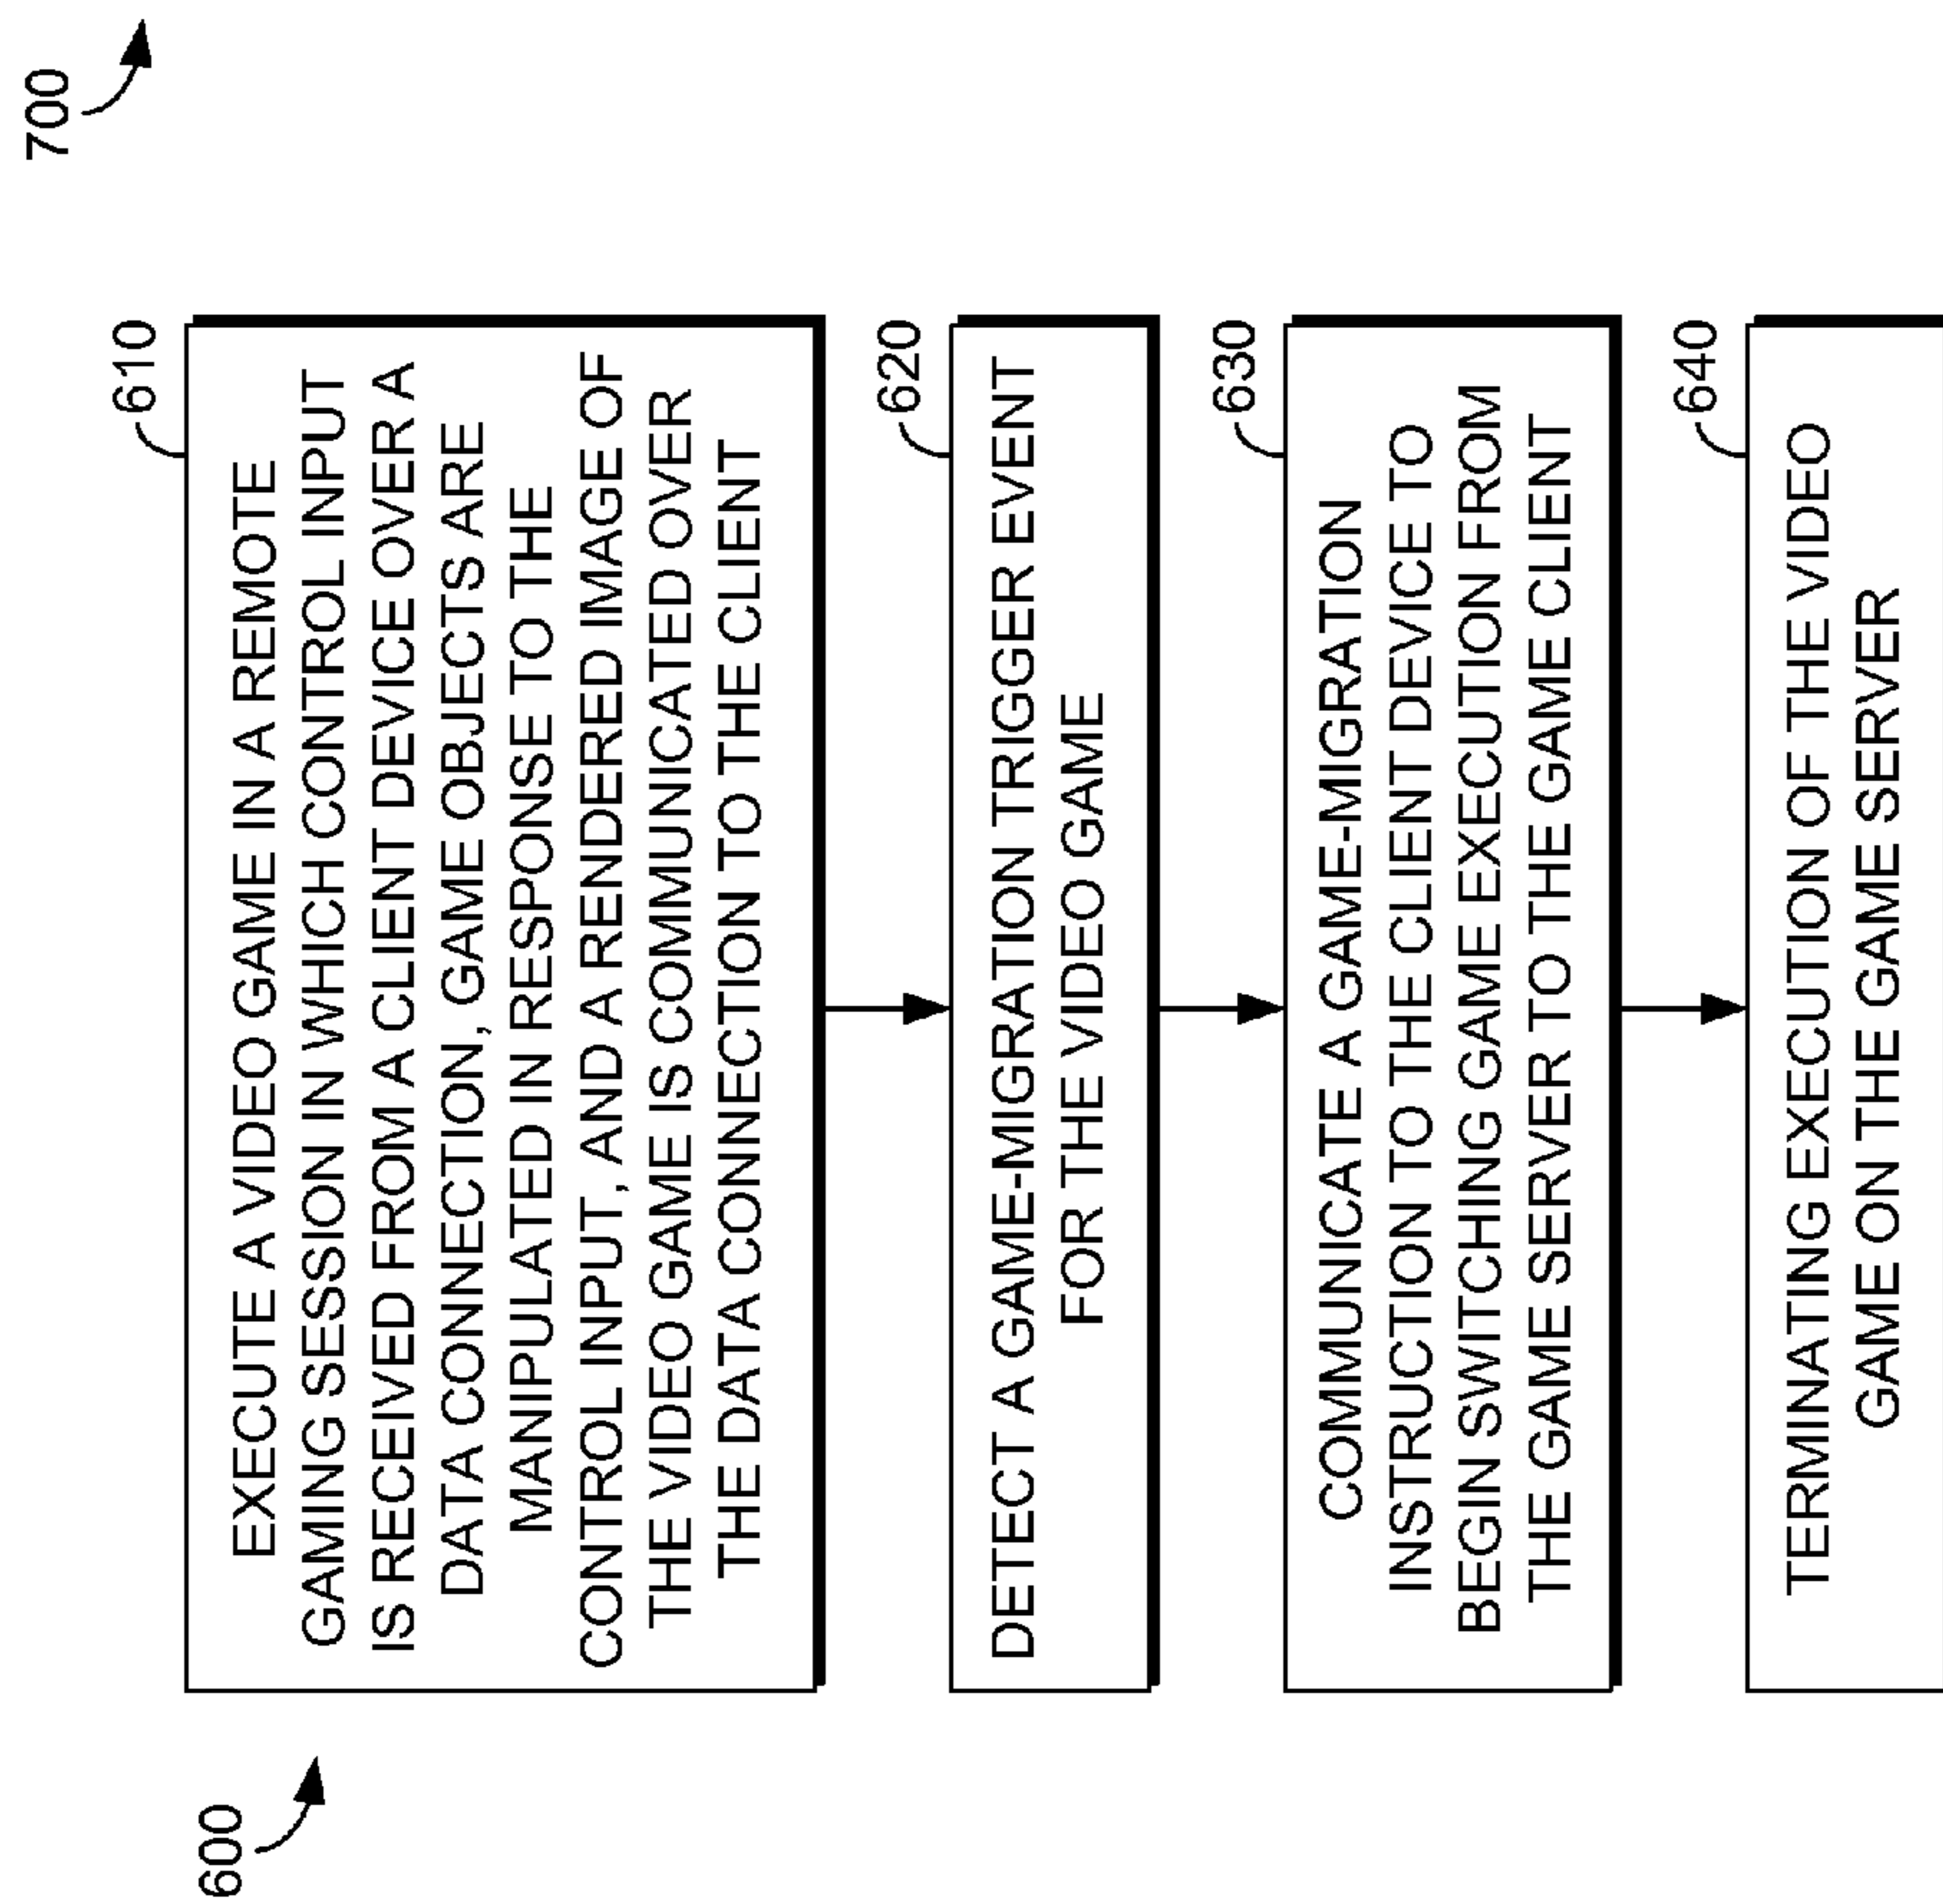 600
700
610
EXECUTE A VIDEO GAME IN A REMOTE
GAMING SESSION IN WHICH CONTROL INPUT
IS RECEIVED FROM A CLIENT DEVICE OVER A
DATA CONNECTION, GAME OBJECTS ARE
MANIPULATED IN RESPONSE TO THE
CONTROL INPUT, AND A RENDERED IMAGE OF
THE VIDEO GAME IS COMMUNICATED OVER
THE DATA CONNECTION TO THE CLIENT
620
DETECT A GAME-MIGRATION TRIGGER EVENT
FOR THE VIDEO GAME
630
COMMUNICATE A GAME-MIGRATION
INSTRUCTION TO THE CLIENT DEVICE TO
BEGIN SWITCHING GAME EXECUTION FROM
THE GAME SERVER TO THE GAME CLIENT
640
TERMINATING EXECUTION OF THE VIDEO
GAME ON THE GAME SERVER